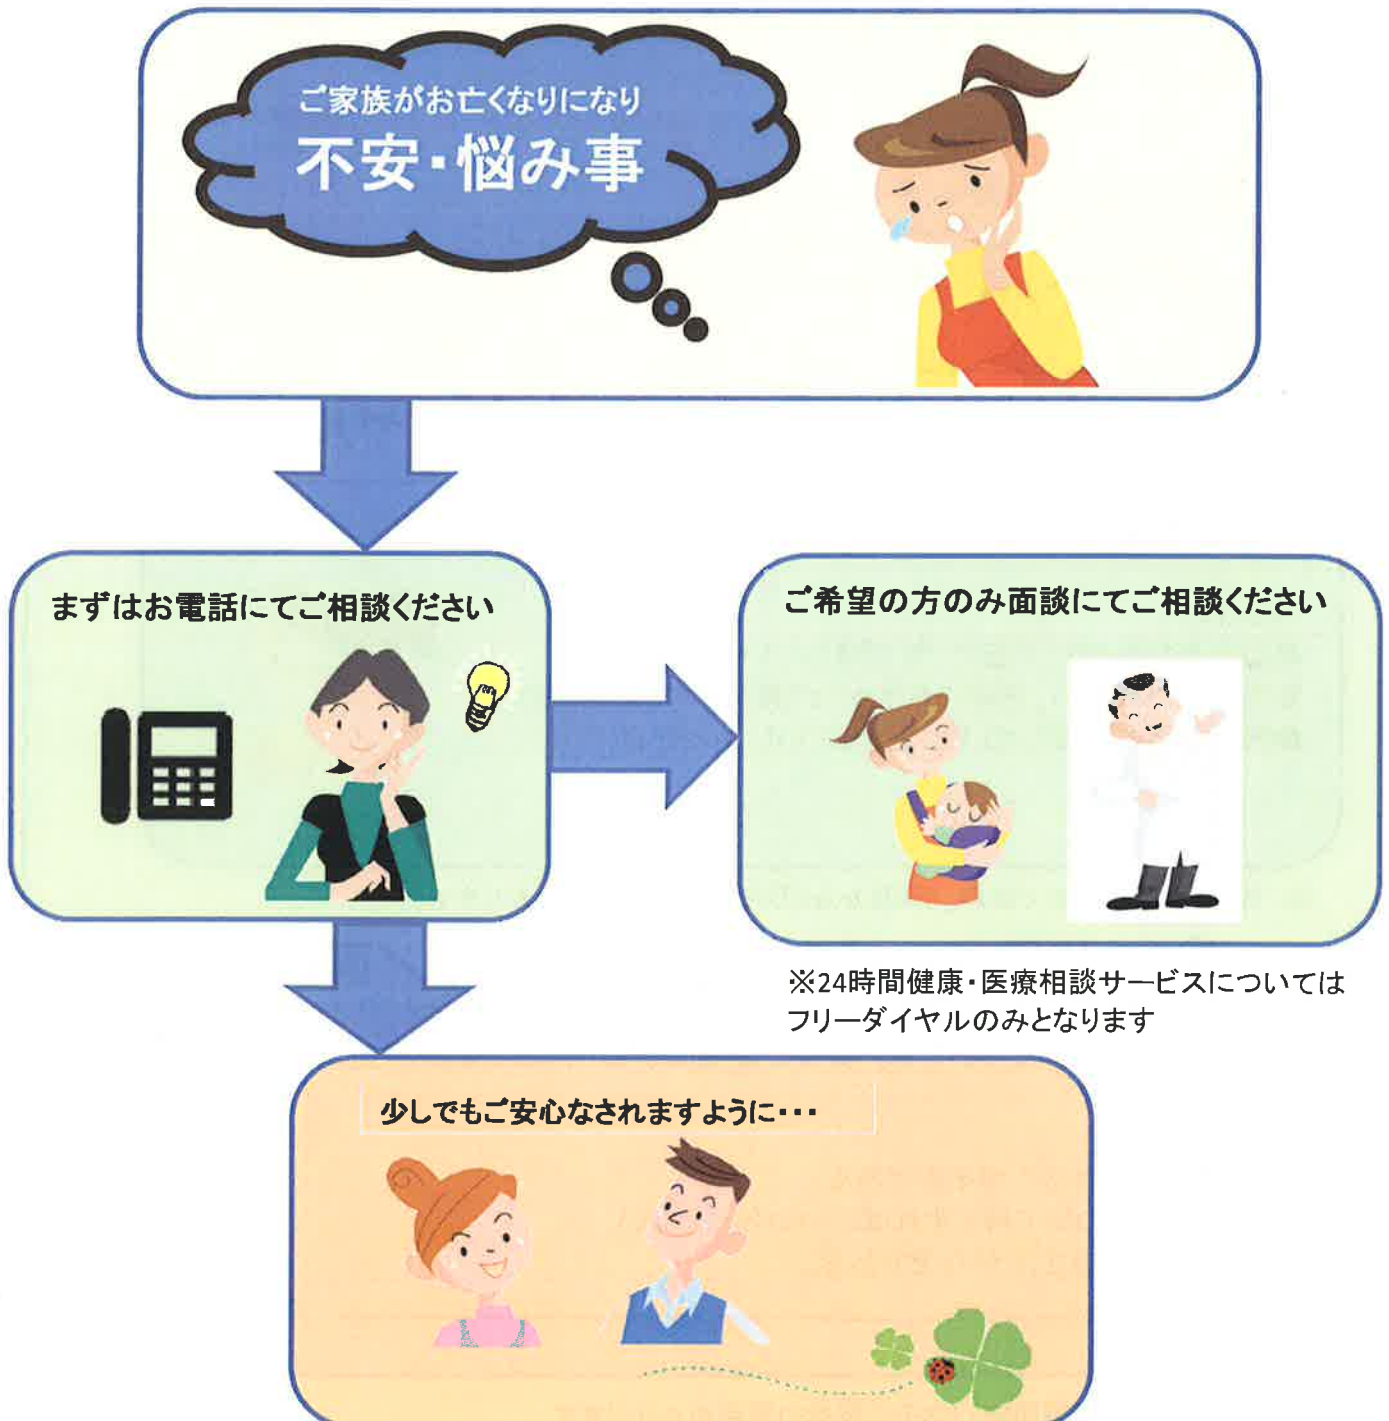 ご家族がお亡くなりになり
不安・悩み事
まずはお電話にてご相談ください
ご希望の方のみ面談にてご相談ください
※24時間健康・医療相談サービスについては
フリーダイヤルのみとなります
少しでもご安心なされますように・・・